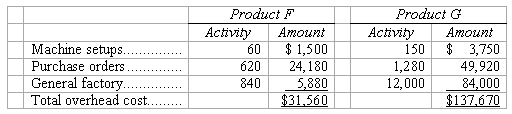 Product F Product G
Activity Amount Activity Amount
Machine setups............... 60 $ 1,500 150 $ 3,750
Purchase orders.............. 620 24,180 1,280 49,920
General factory............... 840 5,880 12,000 84,000
Total overhead cost......... $31,560 $137,670